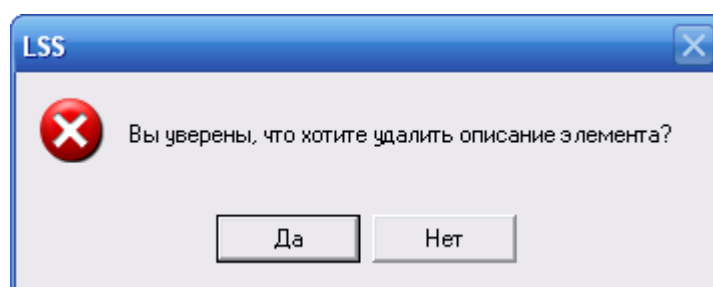 LSS
Вы уверены, что хотите удалить описание элемента?
Да
Нет